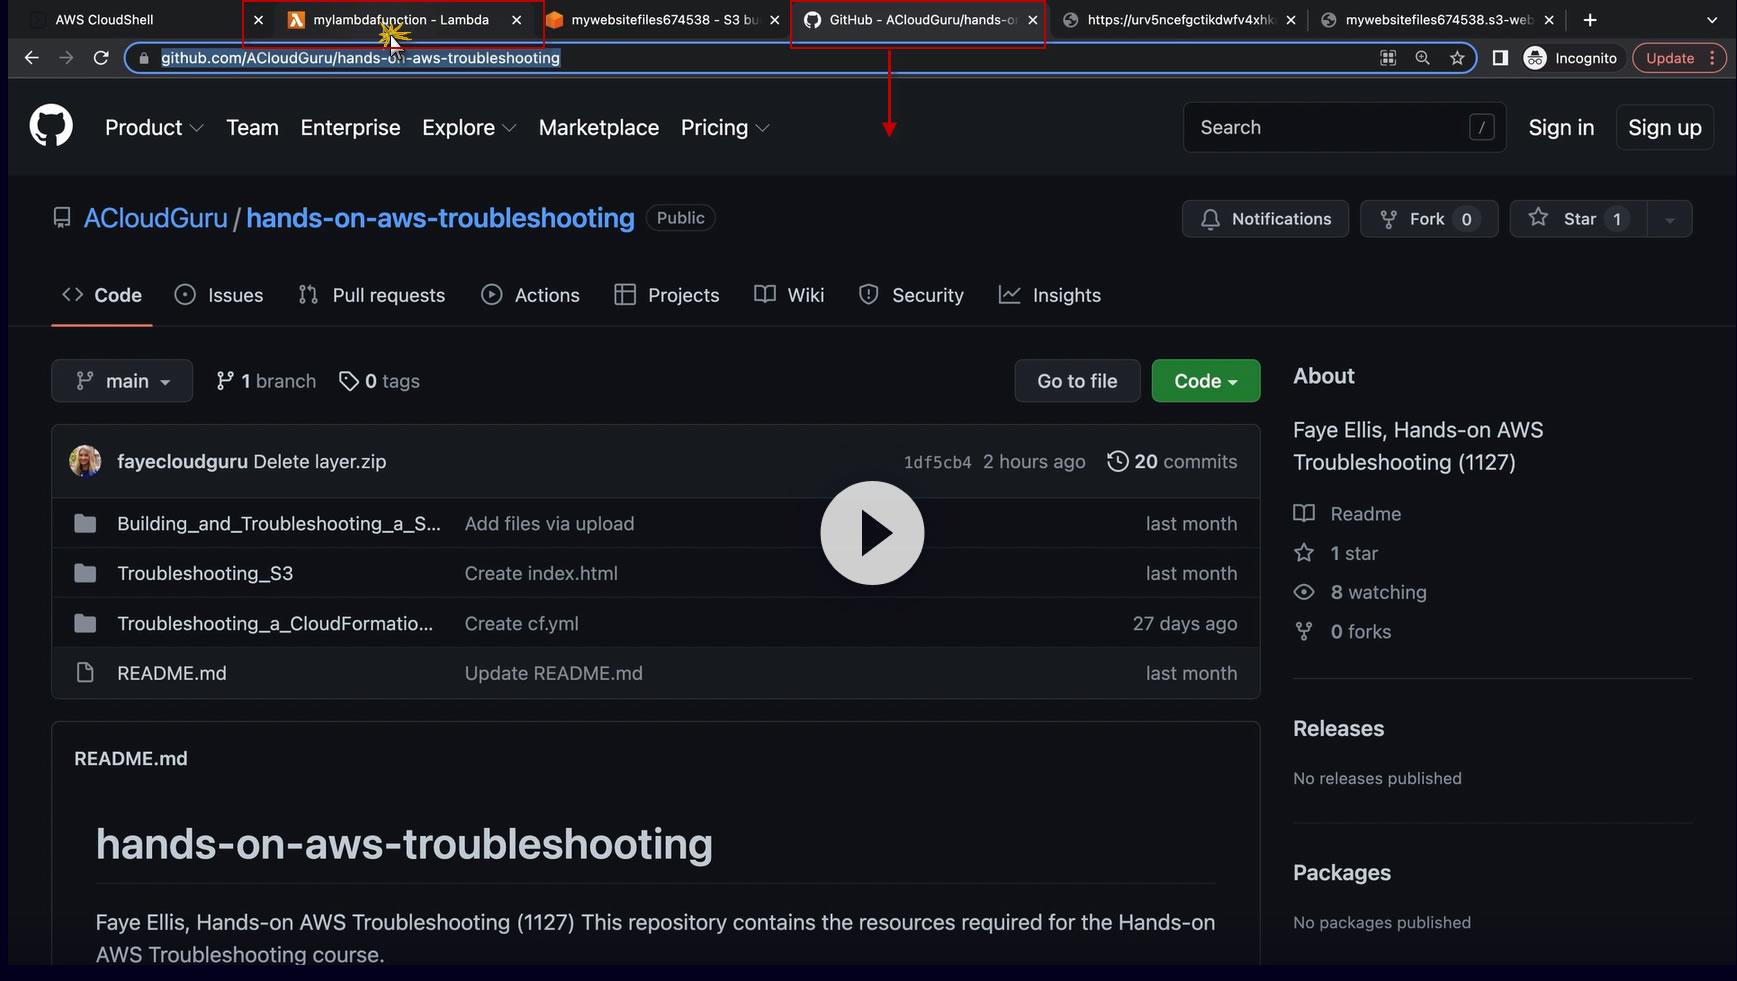 AWS CloudShell
mylambdafunction - Lambda
mywebsitefiles674538 - S3 bu
GitHub - ACloudGuru/hands-o
https://urv5ncefgctikdwfv4xhk
mywebsitefiles674538.s3-web
github.com/ACloudGuru/hands-on-aws-troubleshooting
Incognito
Update
Product
Team
Enterprise
Explore
Marketplace
Pricing
Search
/
Sign in
Sign up
ACloudGuru / hands-on-aws-troubleshooting
Public
Notifications
Fork 0
Star 1
Code
Issues
Pull requests
Actions
Projects
Wiki
Security
Insights
main
1 branch
0 tags
Go to file
Code
About
Faye Ellis, Hands-on AWS
Troubleshooting (1127)
fayecloudguru Delete layer.zip
1df5cb4 2 hours ago
20 commits
Building_and_Troubleshooting_a_S...
Add files via upload
last month
Troubleshooting_S3
Create index.html
last month
Troubleshooting_a_CloudFormatio...
Create cf.yml
27 days ago
README.md
Update README.md
last month
Readme
1 star
8 watching
0 forks
Releases
No releases published
Packages
No packages published
README.md
hands-on-aws-troubleshooting
Faye Ellis, Hands-on AWS Troubleshooting (1127) This repository contains the resources required for the Hands-on
AWS Troubleshooting course.